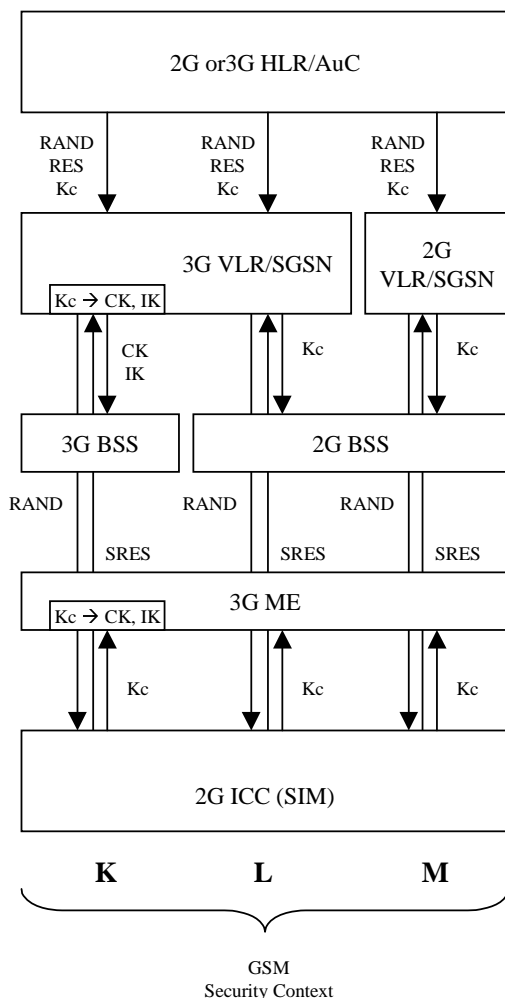 2G or3G HLR/AuC
RAND
RES
Kc
RAND
RES
Kc
RAND
RES
Kc
3G VLR/SGSN
2G
VLR/SGSN
Kc → CK, IK
CK
IK
Kc
Kc
3G BSS
2G BSS
RAND
RAND
RAND
SRES
SRES
SRES
3G ME
Kc → CK, IK
Kc
Kc
Kc
2G ICC (SIM)
K
L
M
GSM
Security Context